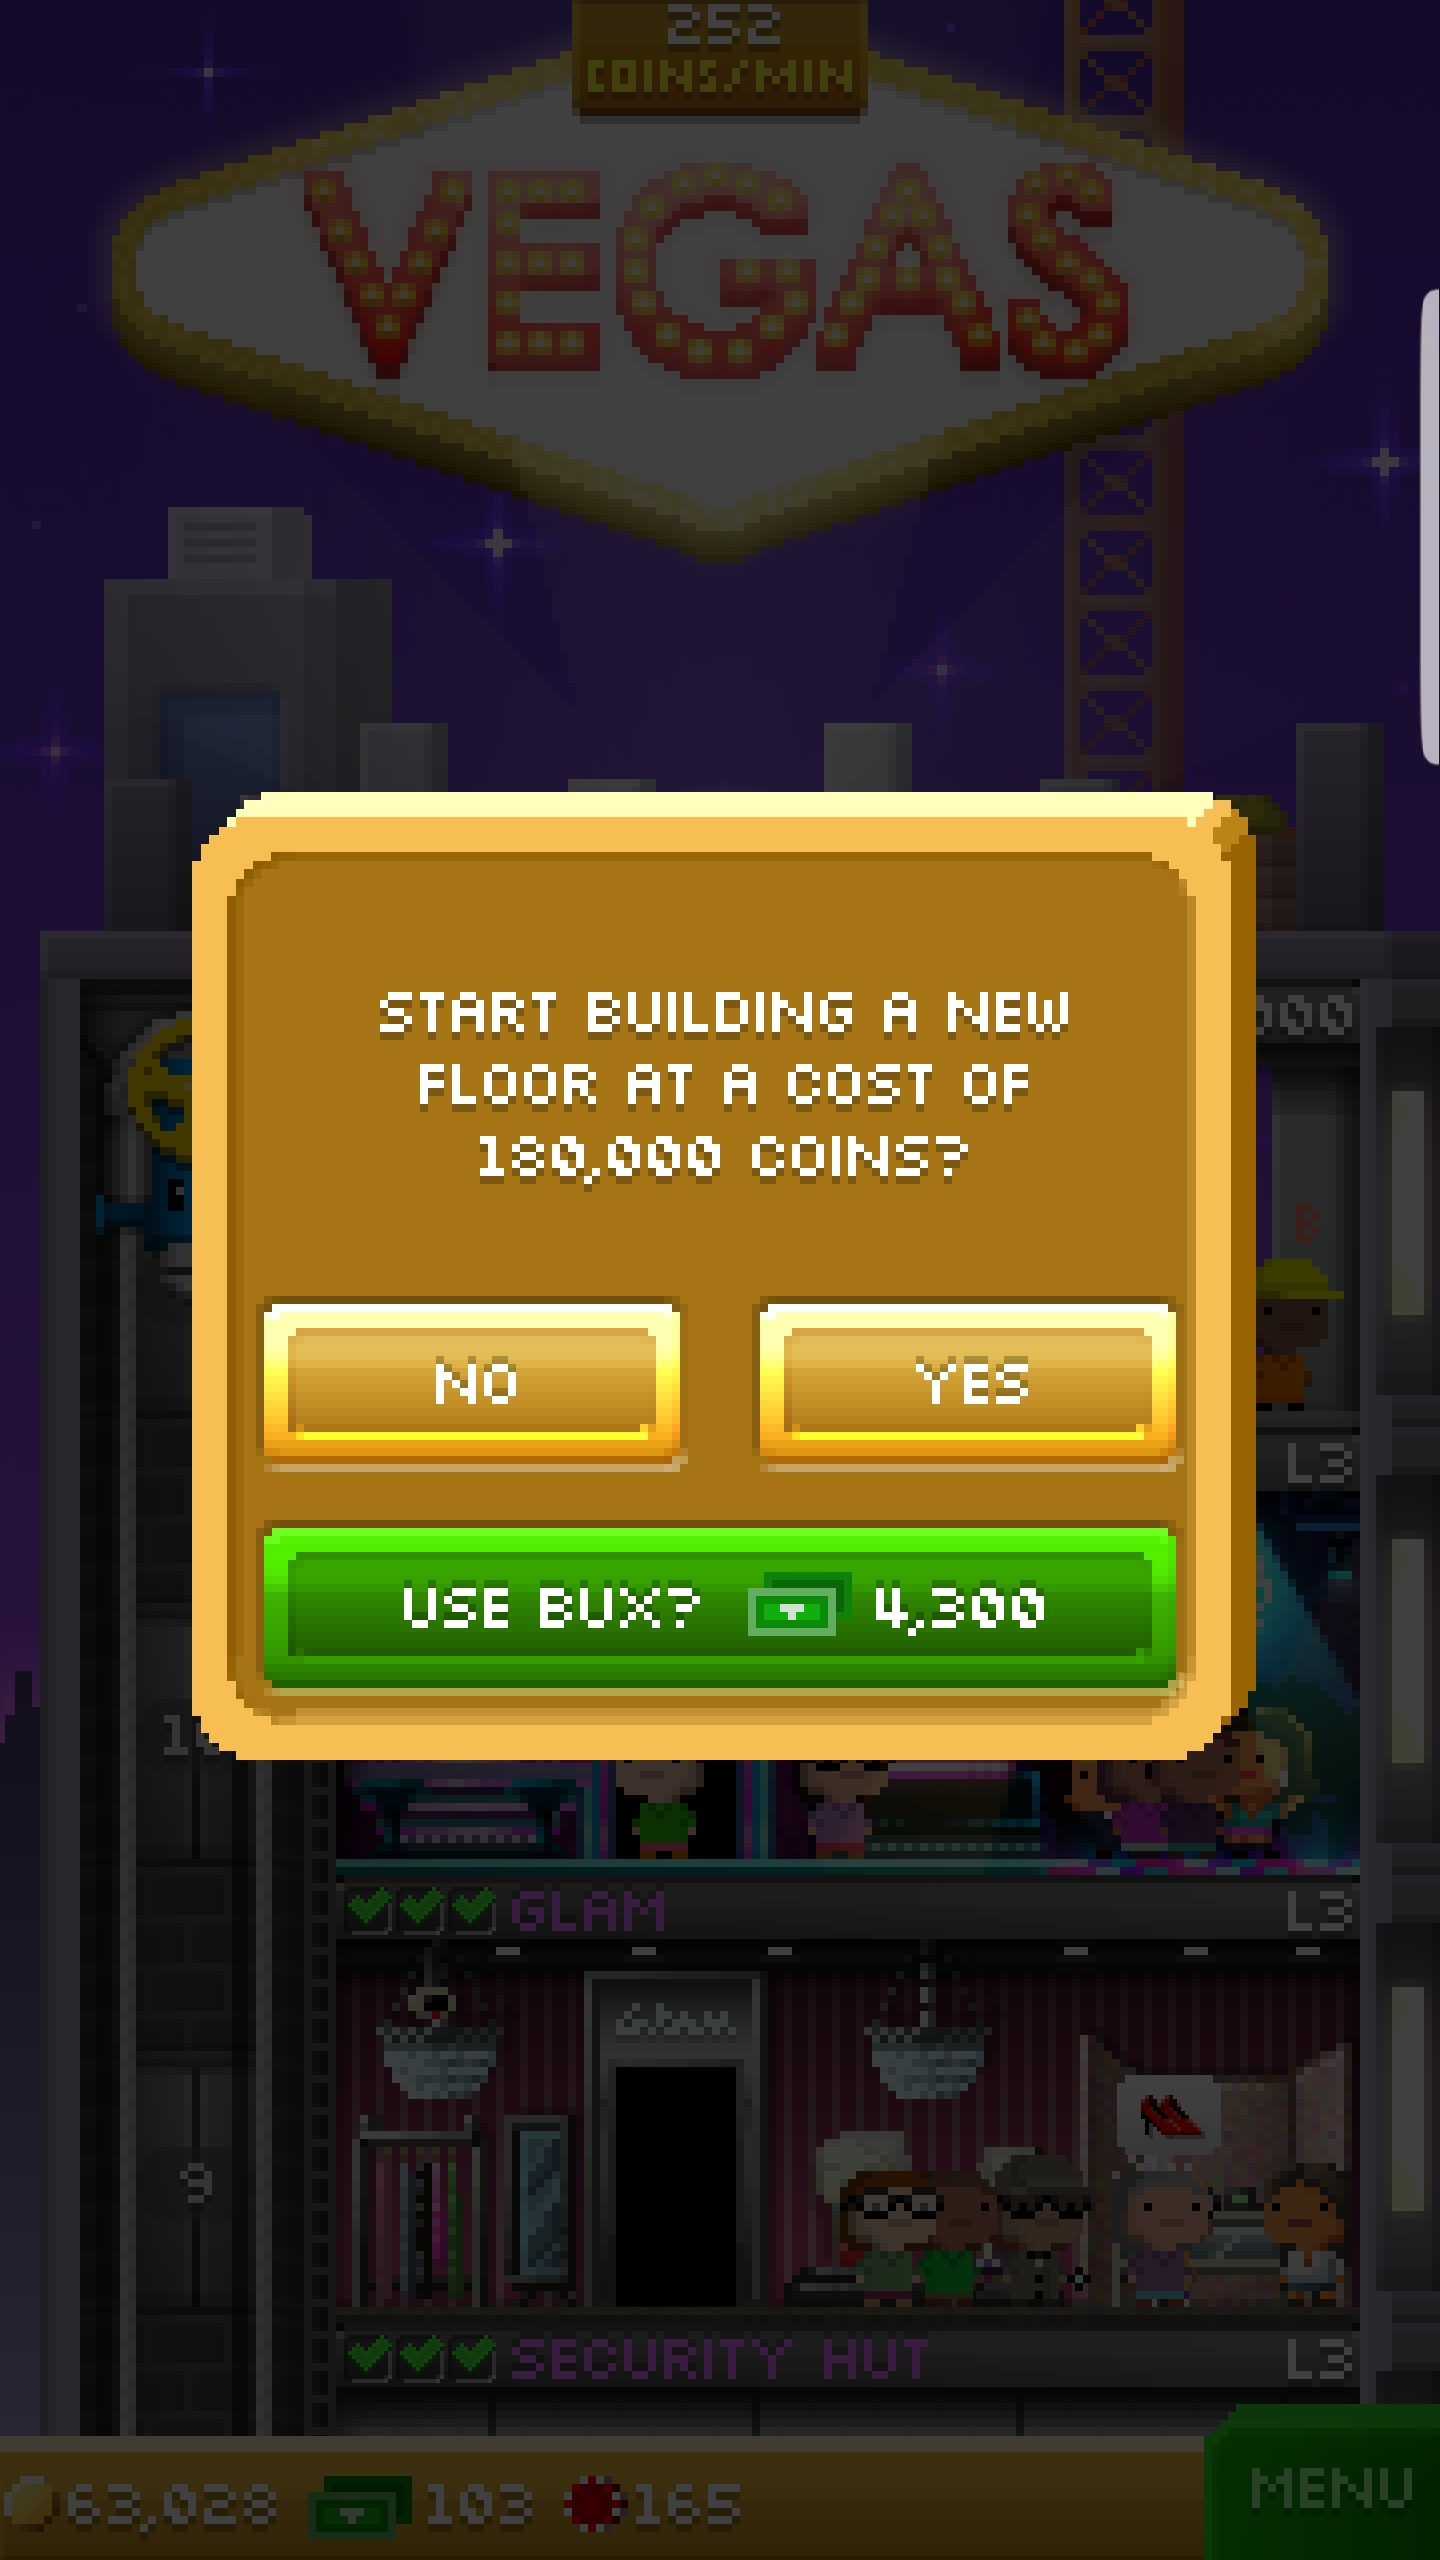 252
COINS/MIN
VEGAS
START BUILDING A NEW
FLOOR AT A COST OF
180,000 COINS?
B
NO
YES
L3
USE BUX? 4,300
GLAM
L3
Glam
9
SECURITY HUT
L3
63,028 103 165
MENU